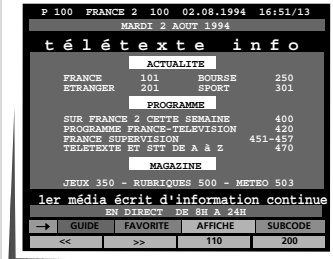 P 100 FRANCE 2 100 02.08.1994 16:51/13
MARDI 2 AOUT 1994
télétexte info
ACTUALITE
FRANCE 101 BOURSE 250
ETRANGER 201 SPORT 301
PROGRAMME
SUR FRANCE 2 CETTE SEMAINE 400
PROGRAMME FRANCE-TELEVISION 420
FRANCE SUPERVISION 451-457
TELETEXTE ET STT DE A à Z 470
MAGAZINE
JEUX 350 - RUBRIQUES 500 - METEO 503
1er média écrit d'information continue
EN DIRECT DE 8H A 24H
→ GUIDE FAVORITE AFFICHE SUBCODE
<< >> 110 200